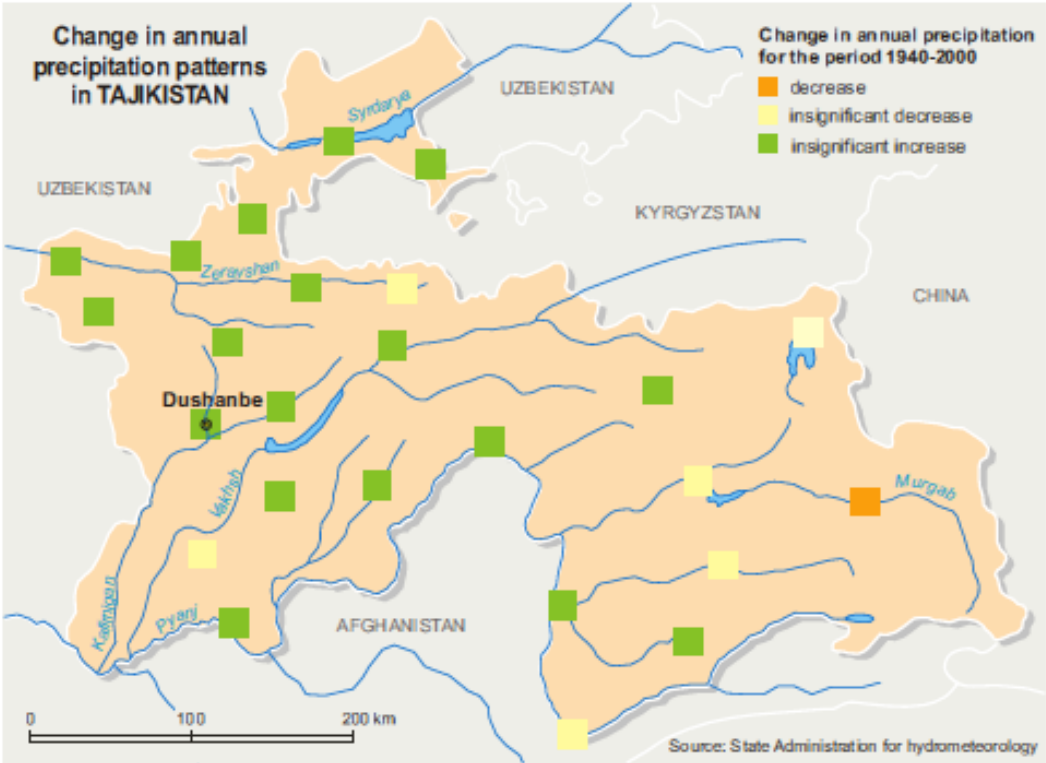 Change in annual
precipitation patterns
in TAJIKISTAN
Change in annual precipitation
for the period 1940-2000
decrease
insignificant decrease
insignificant increase
UZBEKISTAN
Syrdarya
UZBEKISTAN
KYRGYZSTAN
Zeravshan
CHINA
Dushanbe
Vakhsh
Murgab
Kafirnigan
Pyanj
AFGHANISTAN
0 100 200 km
Source: State Administration for hydrometeorology